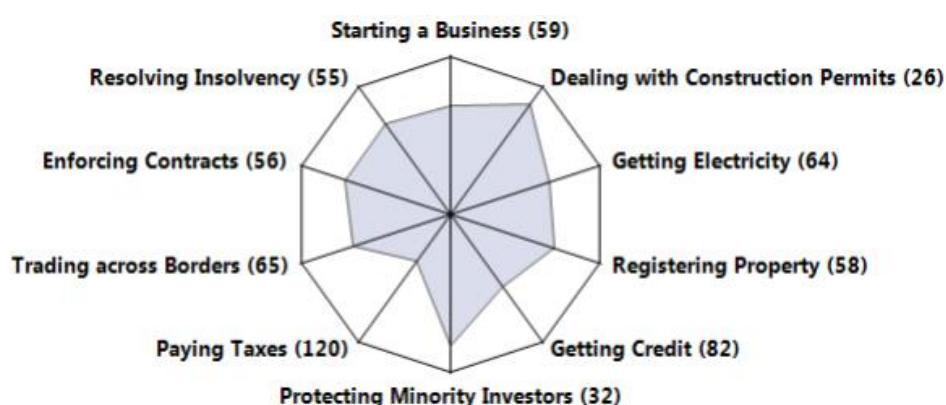 Starting a Business (59)
Resolving Insolvency (55)
Dealing with Construction Permits (26)
Enforcing Contracts (56)
Getting Electricity (64)
Trading across Borders (65)
Registering Property (58)
Paying Taxes (120)
Getting Credit (82)
Protecting Minority Investors (32)